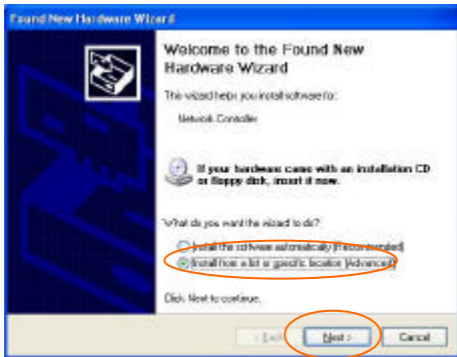 Found New Hardware Wizard
Welcome to the Found New
Hardware Wizard
This wizard helps you install software for:
Network Controller
If your hardware came with an installation CD
or floppy disk, insert it now.
What do you want the wizard to do?
Install the software automatically (Recommended)
Install from a list or specific location (Advanced)
Click Next to continue.
< Back
Next >
Cancel